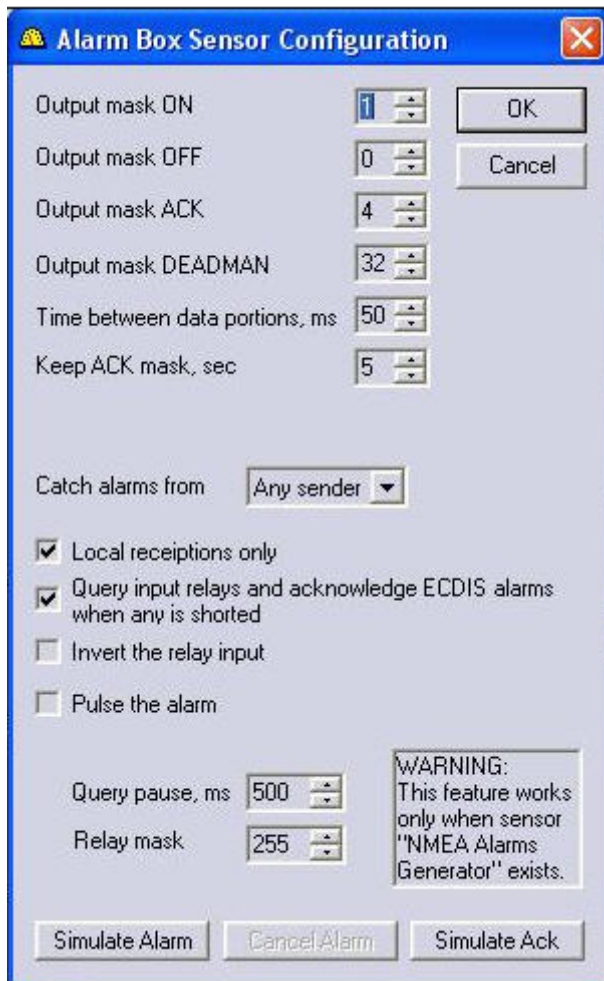 Alarm Box Sensor Configuration
Output mask ON 1 OK
Output mask OFF 0 Cancel
Output mask ACK 4
Output mask DEADMAN 32
Time between data portions, ms 50
Keep ACK mask, sec 5
Catch alarms from Any sender
Local receiptions only
Query input relays and acknowledge ECDIS alarms
when any is shorted
Invert the relay input
Pulse the alarm
Query pause, ms 500
Relay mask 255
WARNING:
This feature works
only when sensor
"NMEA Alarms
Generator" exists.
Simulate Alarm Cancel Alarm Simulate Ack